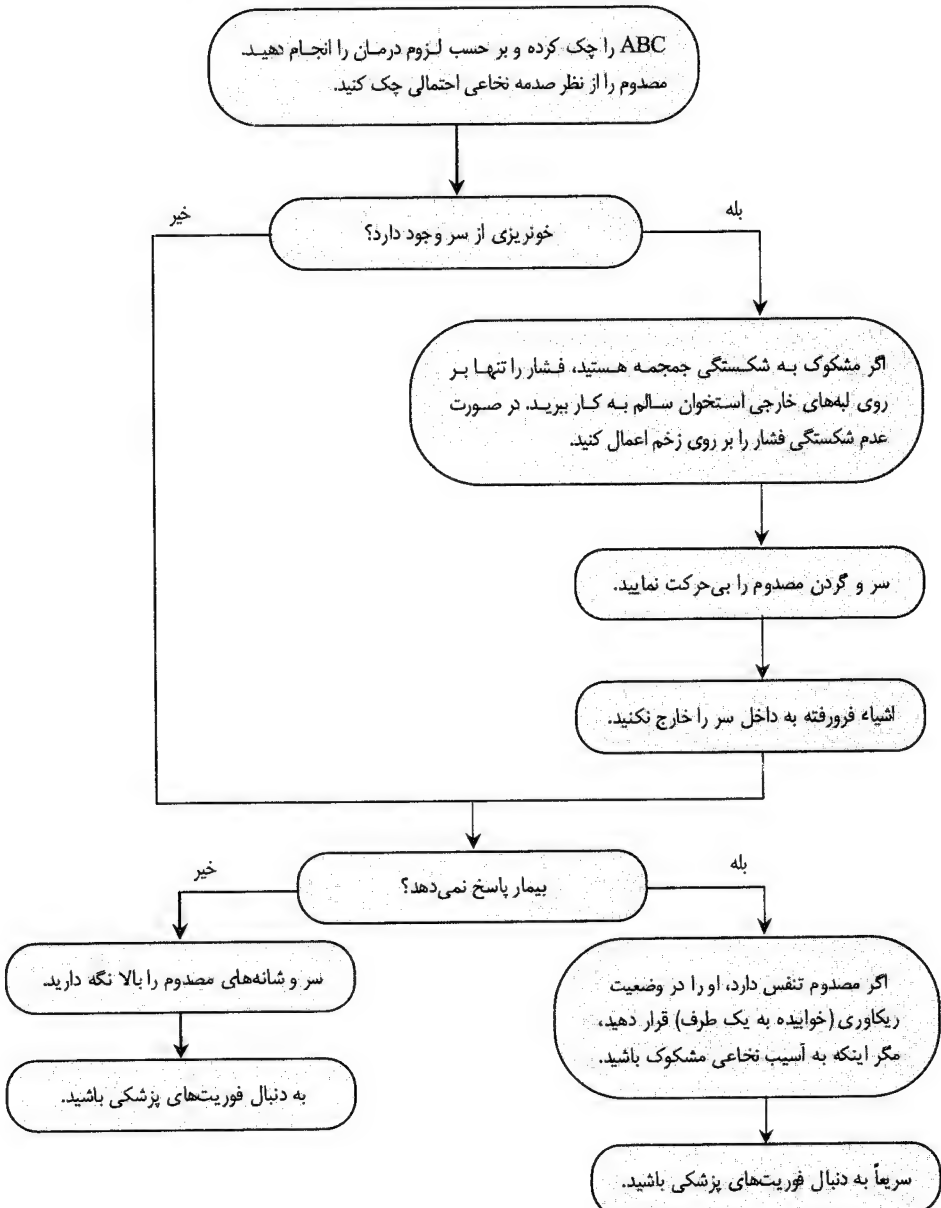 ABC را چک کرده و بر حسب لزوم درمان را انجام دهید.
مصدوم را از نظر صدمه نخاعی احتمالی چک کنید.
خیر
بله
خونریزی از سر وجود دارد؟
اگر مشکوک به شکستگی جمجمه هستید، فشار را تنها بر
روی لبه‌های خارجی استخوان سالم به کار ببرید. در صورت
عدم شکستگی فشار را بر روی زخم اعمال کنید.
سر و گردن مصدوم را بی‌حرکت نمایید.
اشیاء فرورفته به داخل سر را خارج نکنید.
خیر
بله
بیمار پاسخ نمی‌دهد؟
سر و شانه‌های مصدوم را بالا نگه دارید.
اگر مصدوم تنفس دارد، او را در وضعیت
ریکاوری (خوابیده به یک طرف) قرار دهید،
مگر اینکه به آسیب نخاعی مشکوک باشید.
به دنبال فوریت‌های پزشکی باشید.
سریعاً به دنبال فوریت‌های پزشکی باشید.